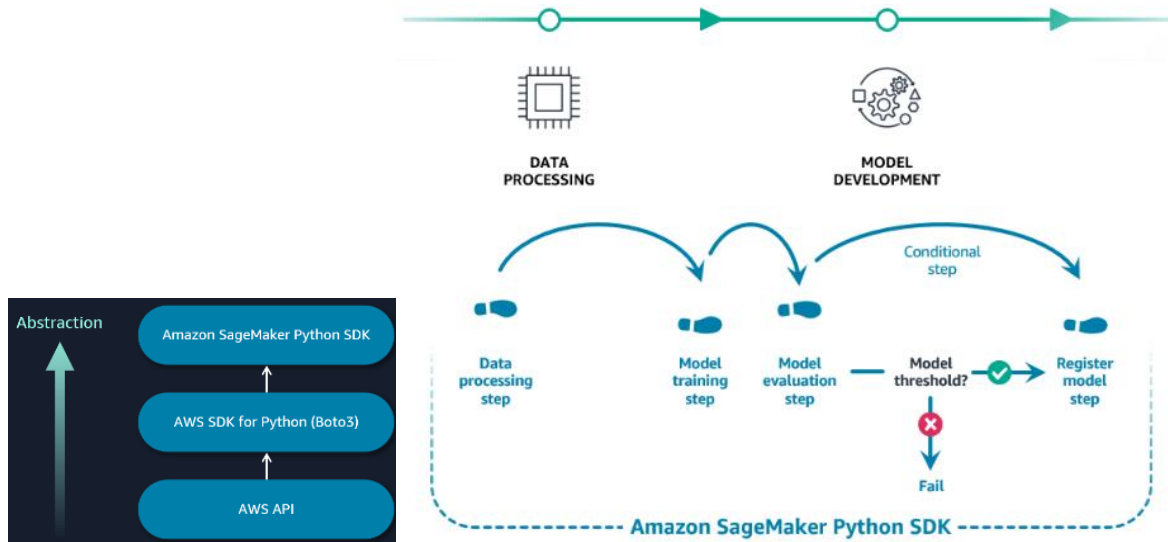 DATA
PROCESSING
MODEL
DEVELOPMENT
Conditional
step
Data
processing
step
Model
training
step
Model
evaluation
step
Model
threshold?
Register
model
step
Fail
Amazon SageMaker Python SDK
Abstraction
Amazon SageMaker Python SDK
AWS SDK for Python (Boto3)
AWS API